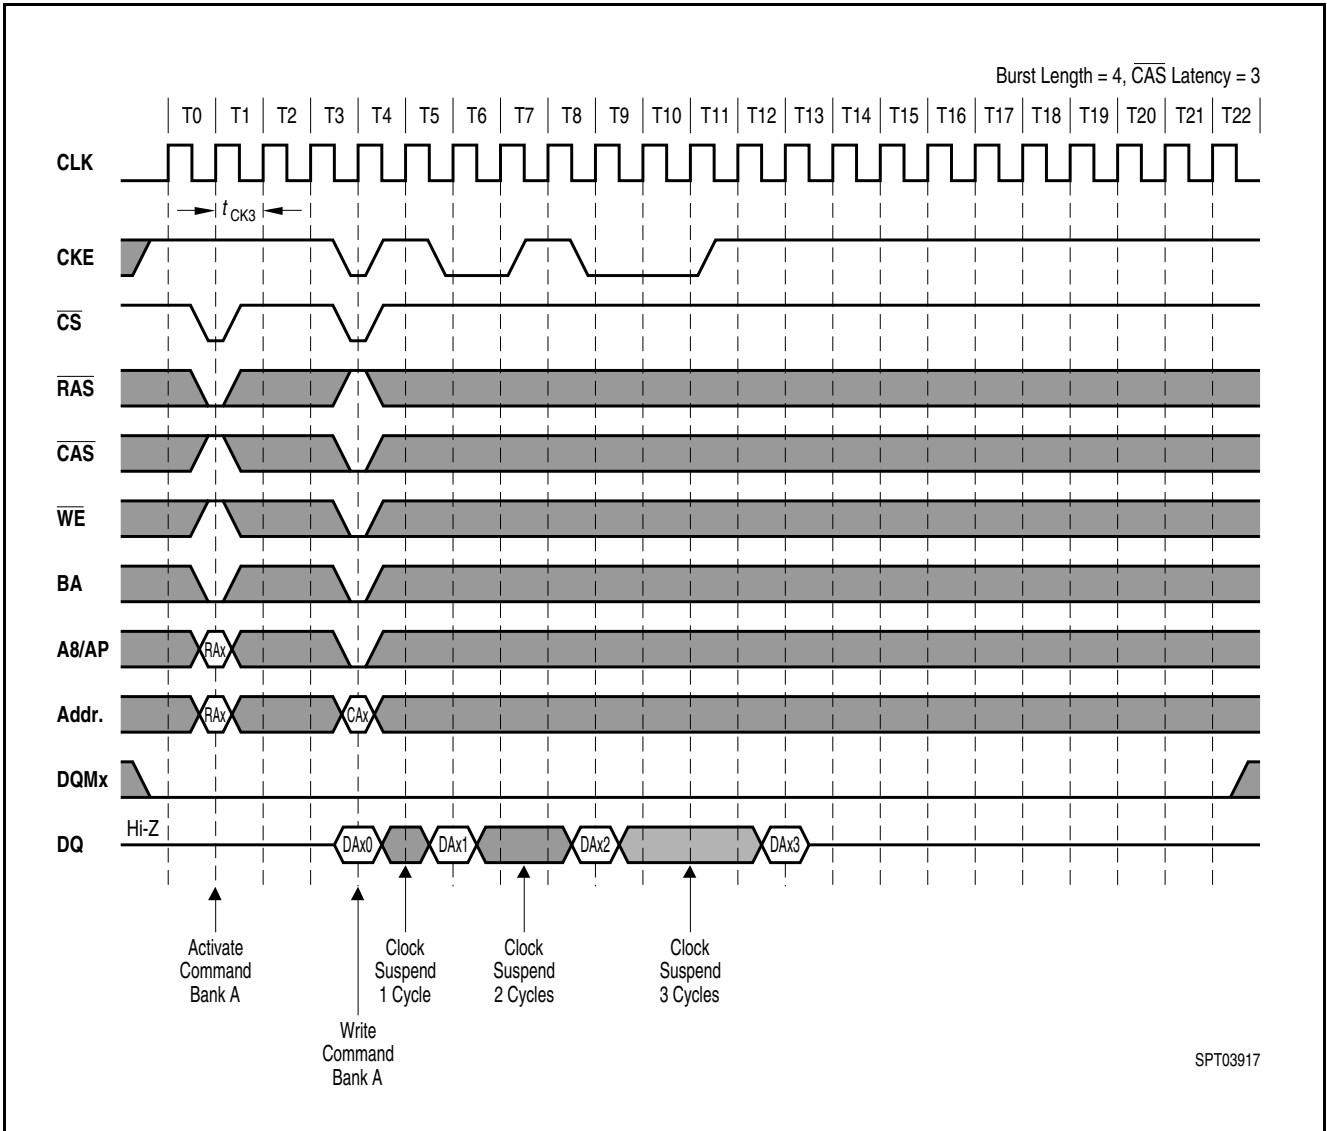 Burst Length = 4, CAS Latency = 3
T0 T1 T2 T3 T4 T5 T6 T7 T8 T9 T10 T11 T12 T13 T14 T15 T16 T17 T18 T19 T20 T21 T22
CLK
t CK3
CKE
CS
RAS
CAS
WE
BA
A8/AP
RAx
Addr.
RAx CAx
DQMx
Hi-Z
DQ
DAx0 DAx1 DAx2 DAx3
Activate
Command
Bank A
Write
Command
Bank A
Clock
Suspend
1 Cycle
Clock
Suspend
2 Cycles
Clock
Suspend
3 Cycles
SPT03917